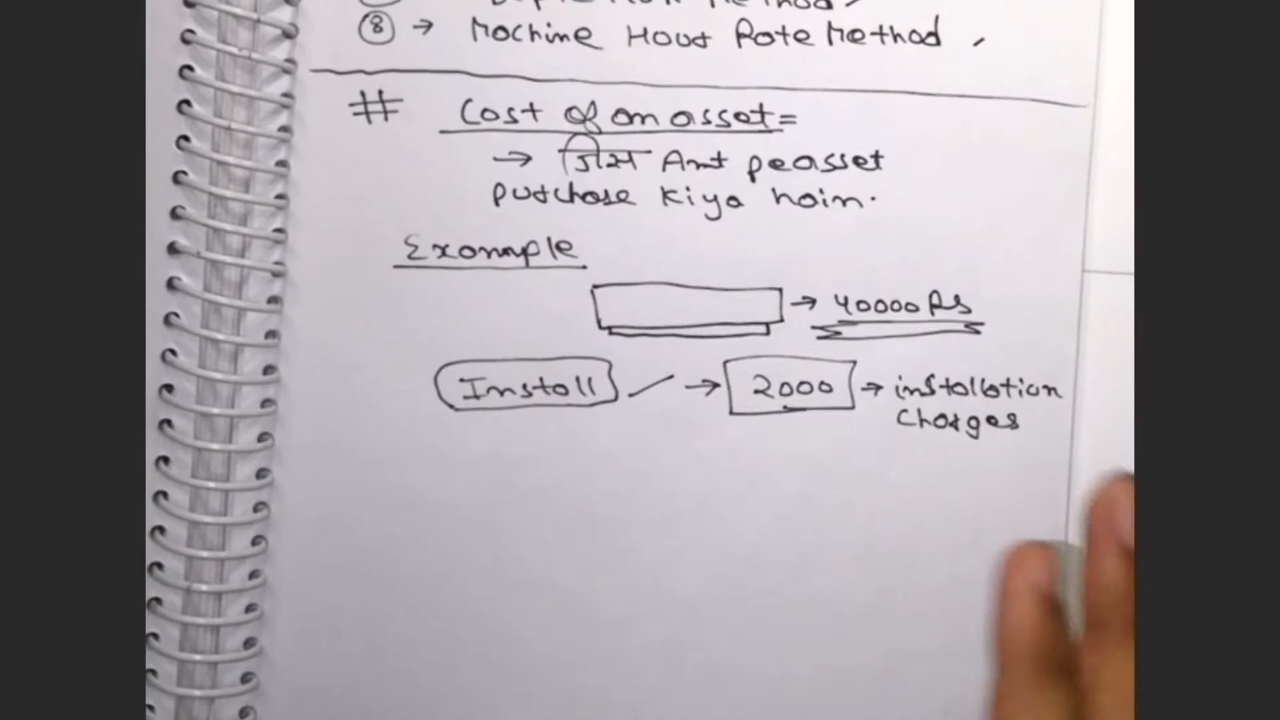 Method
⑧ → Machine Hour Rate Method
# Cost of an asset =
→ जिस Amt pe asset
purchase kiya hain.
Example
→ 40000 Rs
Install → 2000 → installation
Charges